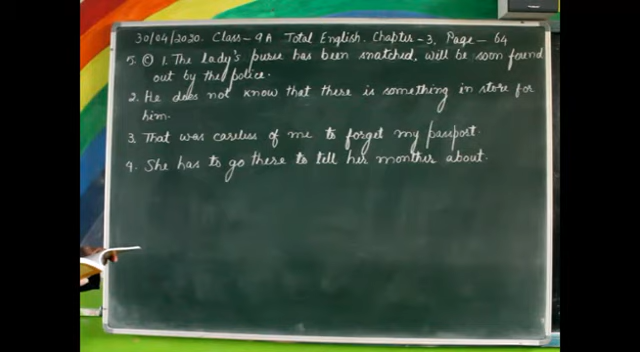 30/04/2020. Class-9A Total English. Chapter-3, Page-64
5. © 1. The lady's purse has been snatched, will be soon found
out by the police.
2. He does not know that there is something in store for
him.
3. That was careless of me to forget my passport.
4. She has to go there to tell her about.